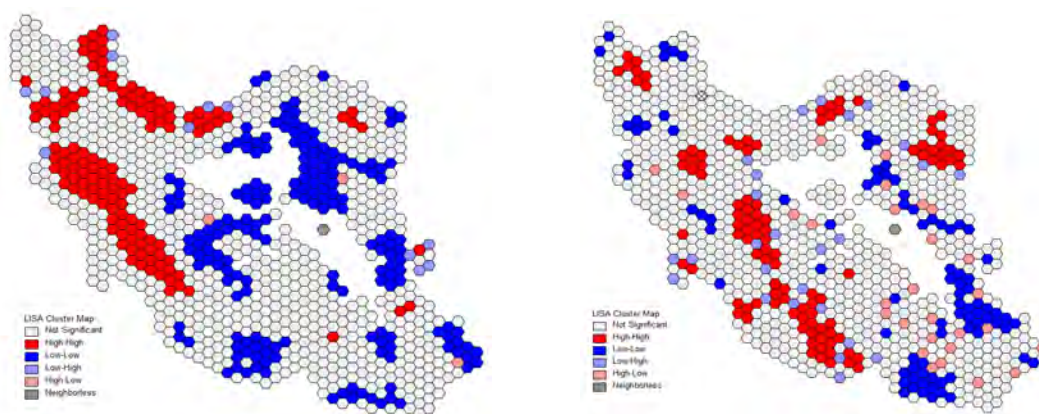 LISA Cluster Map
Not Significant
High-High
Low-Low
Low-High
High-Low
Neighborless
LISA Cluster Map
Not Significant
High-High
Low-Low
Low-High
High-Low
Neighborless